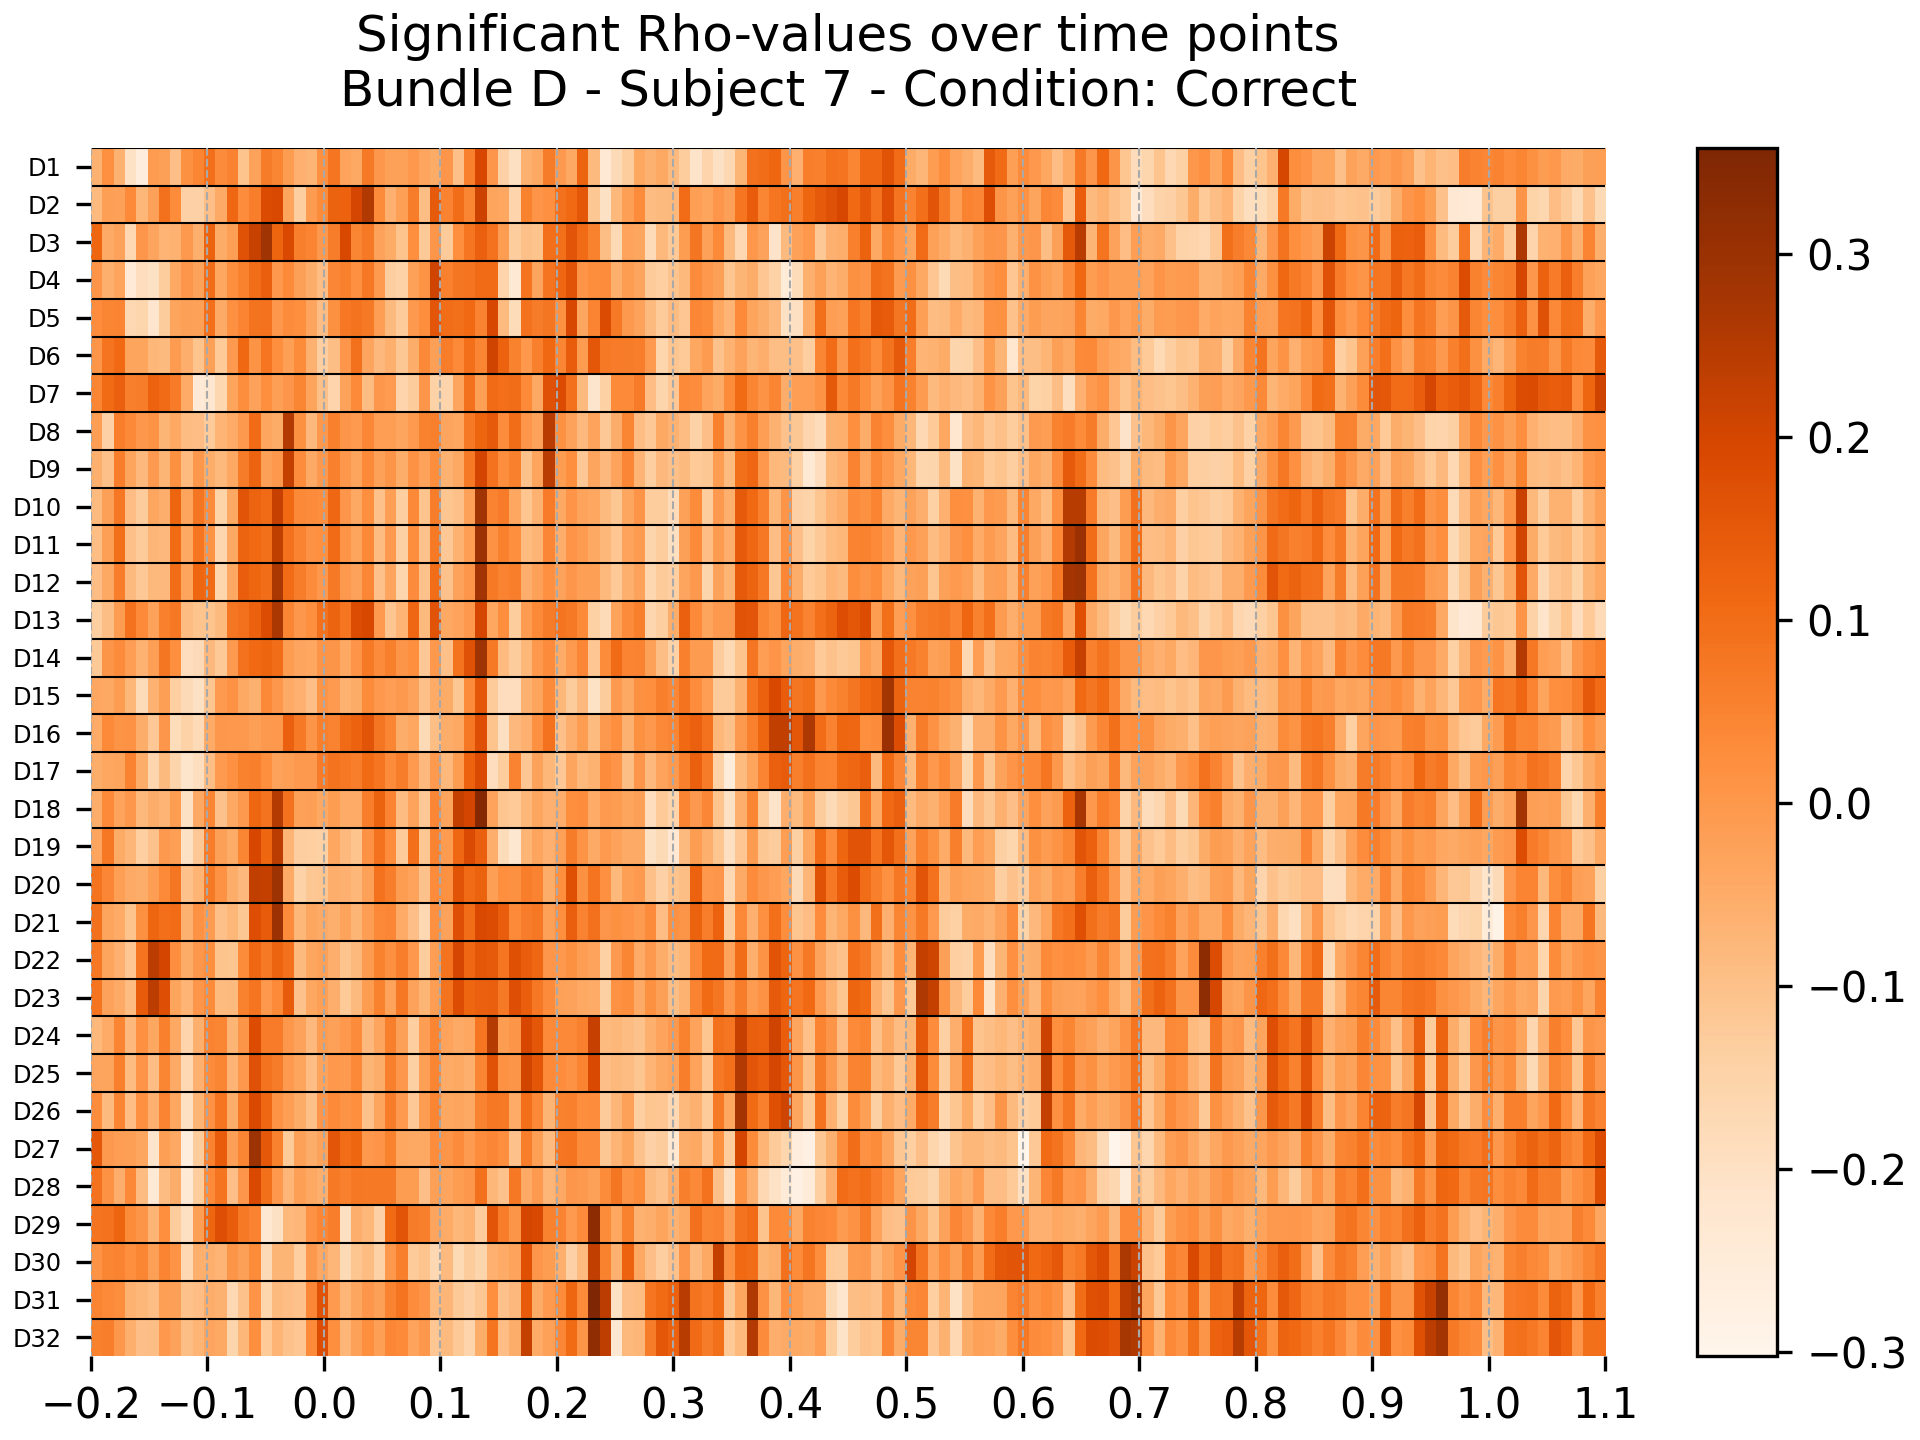 Significant Rho-values over time points
Bundle D - Subject 7 - Condition: Correct
D1
D2
D3
D4
D5
D6
D7
D8
D9
D10
D11
D12
D13
D14
D15
D16
D17
D18
D19
D20
D21
D22
D23
D24
D25
D26
D27
D28
D29
D30
D31
D32
−0.2 −0.1 0.0 0.1 0.2 0.3 0.4 0.5 0.6 0.7 0.8 0.9 1.0 1.1
0.3
0.2
0.1
0.0
−0.1
−0.2
−0.3